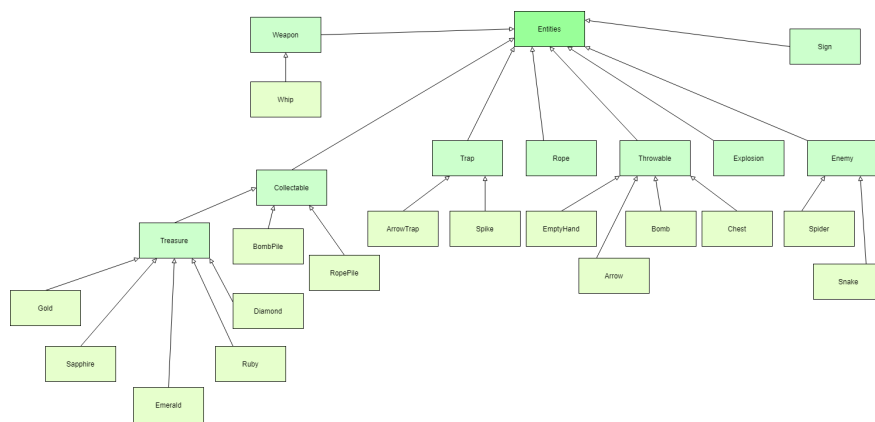 Entities
Weapon
Sign
Whip
Trap
Rope
Throwable
Explosion
Enemy
Collectable
ArrowTrap
Spike
EmptyHand
Bomb
Chest
Spider
Treasure
BombPile
RopePile
Arrow
Snake
Gold
Diamond
Sapphire
Ruby
Emerald